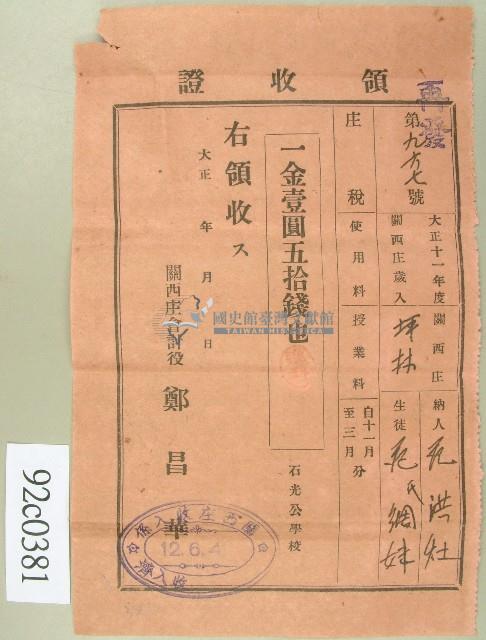 領收證
再發
第九六七號
大正十一年度 關西庄 納人 范洪灶
關西庄歲入 坪林 生徒 范氏網妹
庄稅 使用料 授業料 自十一月至三月分
一金壹圓五拾錢也
石光公學校
右領收ス
大正 年 月 日
關西庄會計役 鄭昌華
12.6.4
收入濟
國史館臺灣文獻館
TAIWAN HISTORICA
92c0381